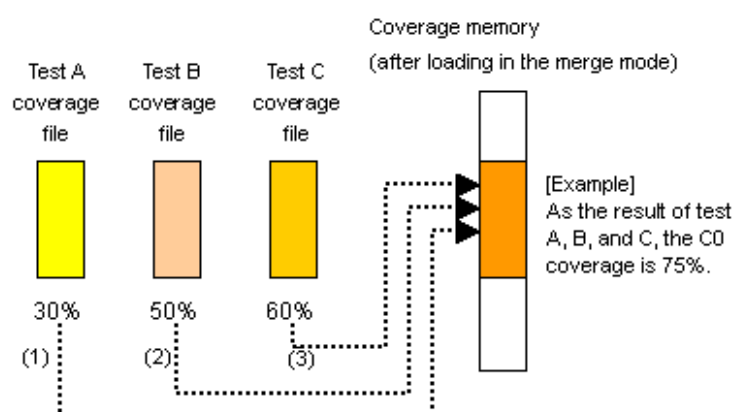 Coverage memory
(after loading in the merge mode)
Test A
coverage
file
Test B
coverage
file
Test C
coverage
file
[Example]
As the result of test
A, B, and C, the C0
coverage is 75%.
30%
50%
60%
(1)
(2)
(3)